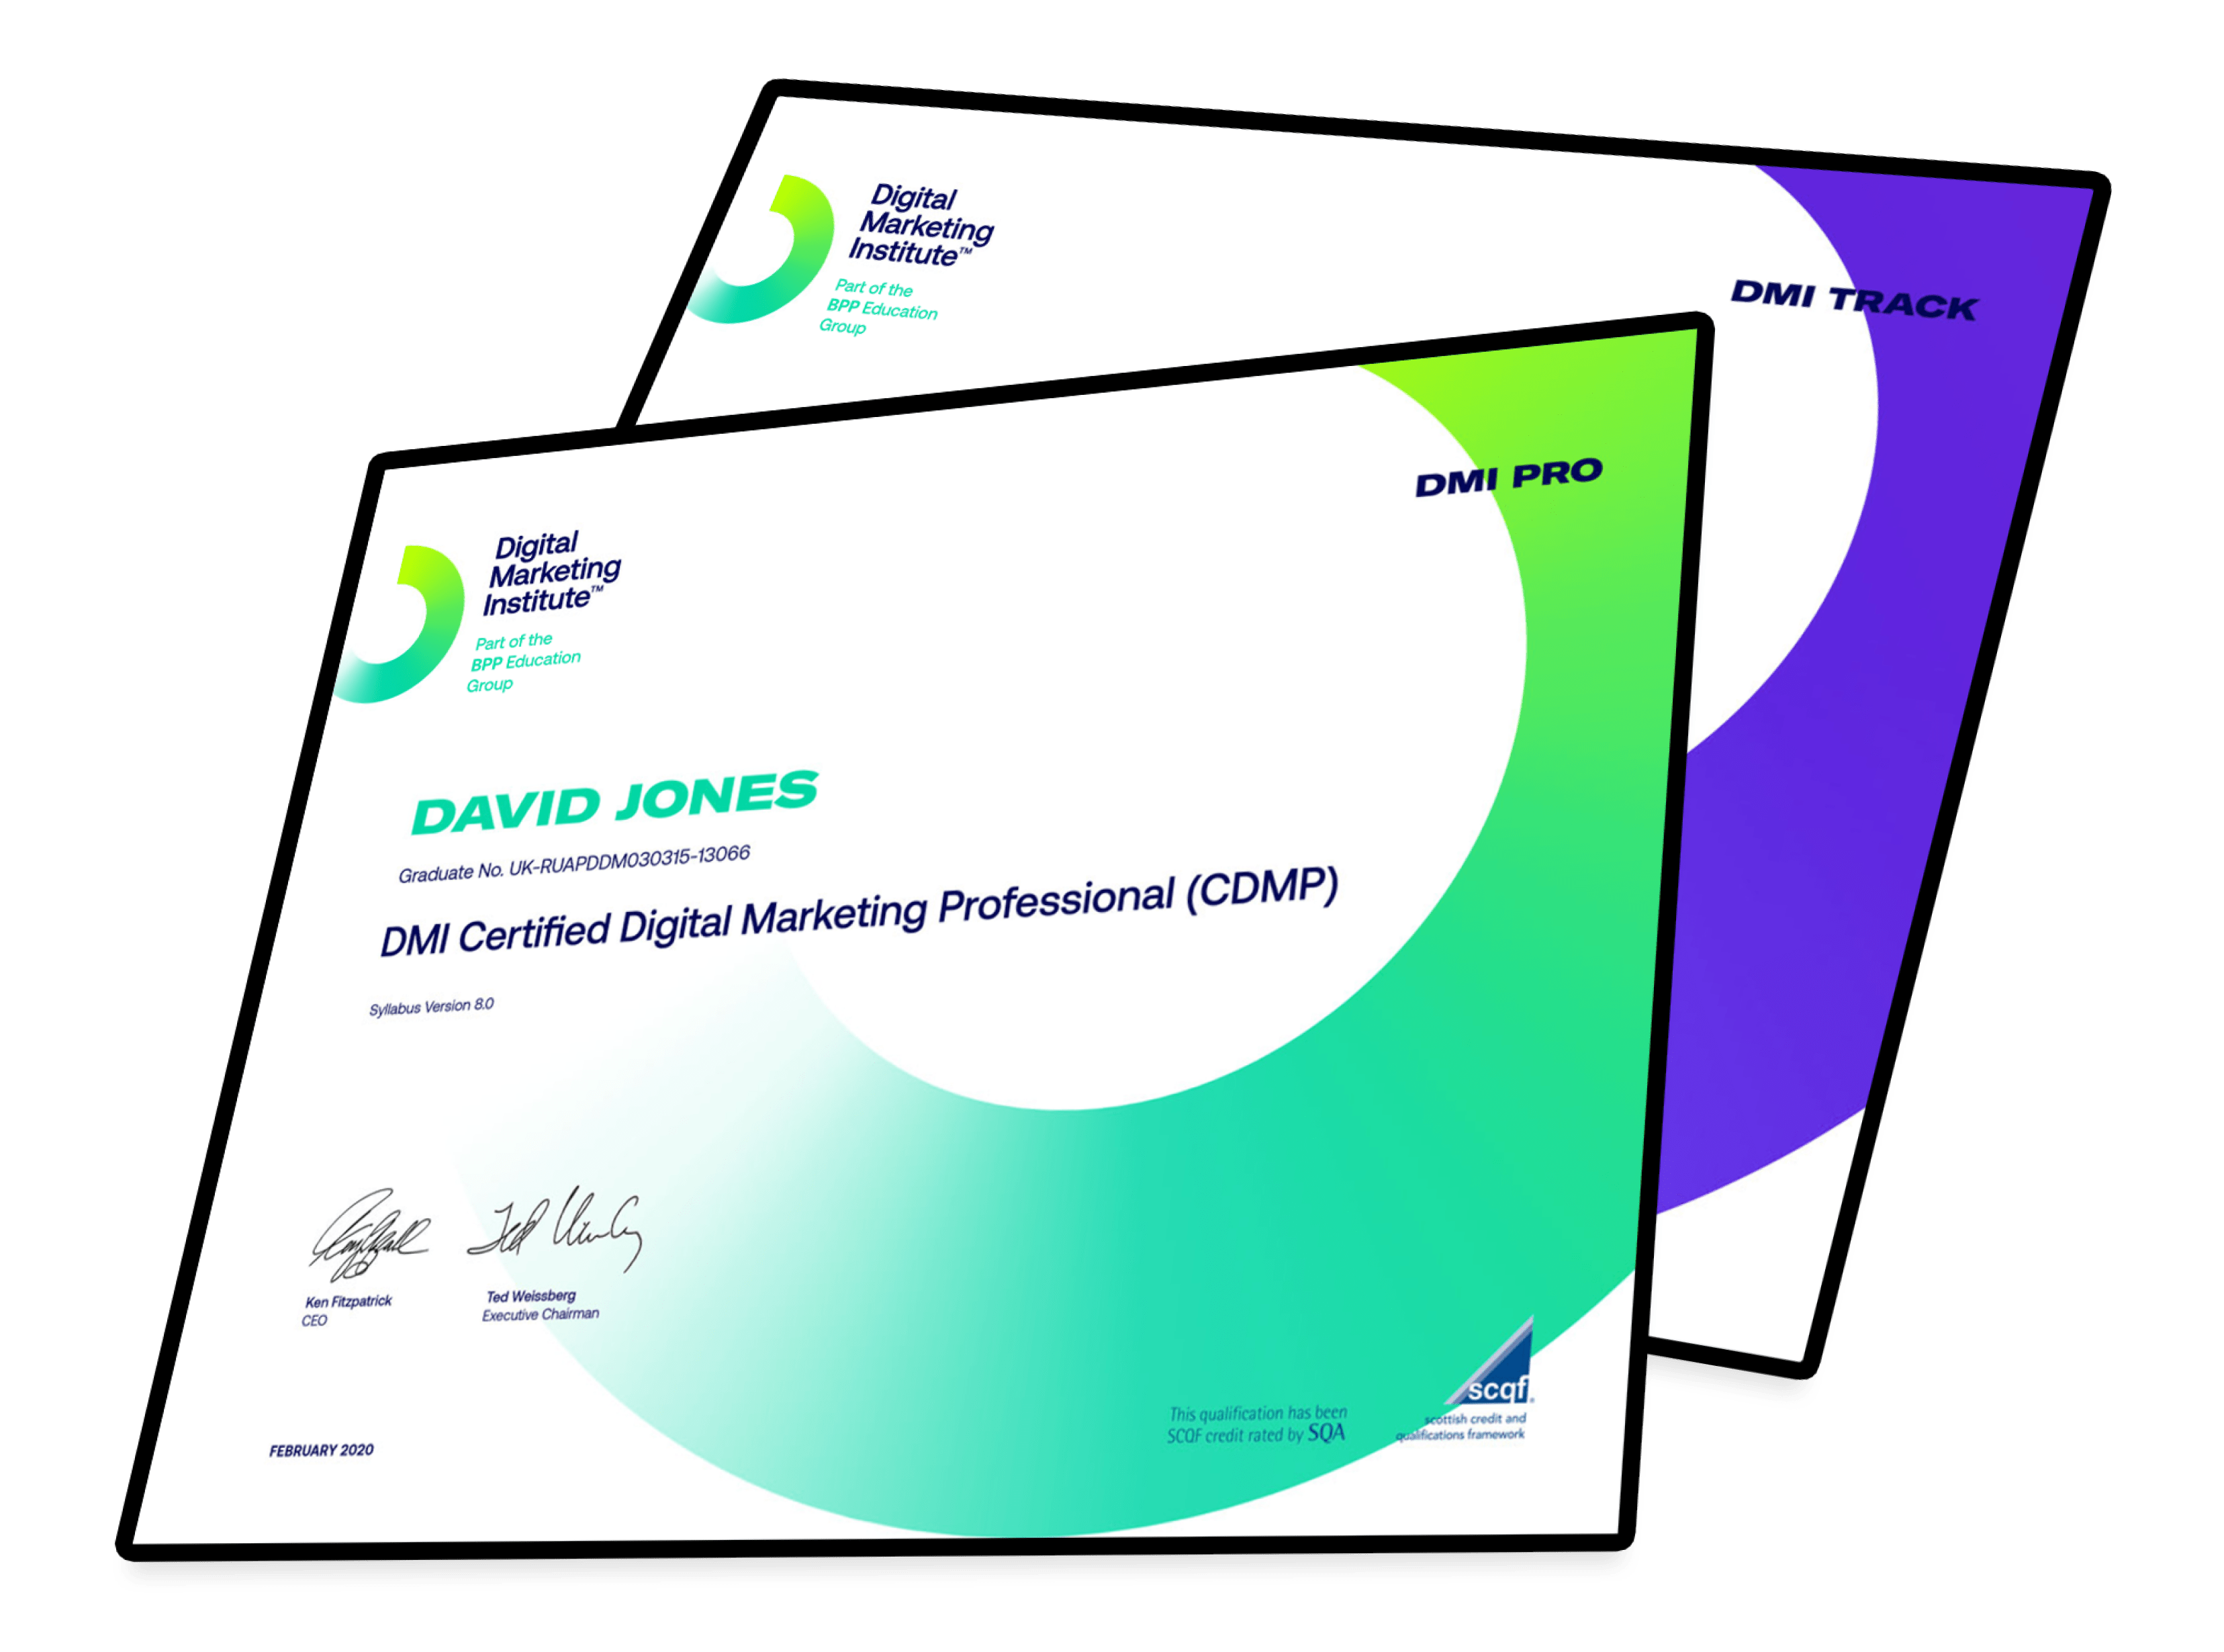 Digital
Marketing
Institute™
Part of the
BPP Education
Group
DMI TRACK
DMI PRO
Digital
Marketing
Institute™
Part of the
BPP Education
Group
DAVID JONES
Graduate No. UK-RUAPDDM030315-13066
DMI Certified Digital Marketing Professional (CDMP)
Syllabus Version 8.0
Ken Fitzpatrick
CEO
Ted Weissberg
Executive Chairman
FEBRUARY 2020
This qualification has been
SCQF credit rated by SQA
scqf
scottish credit and
qualifications framework